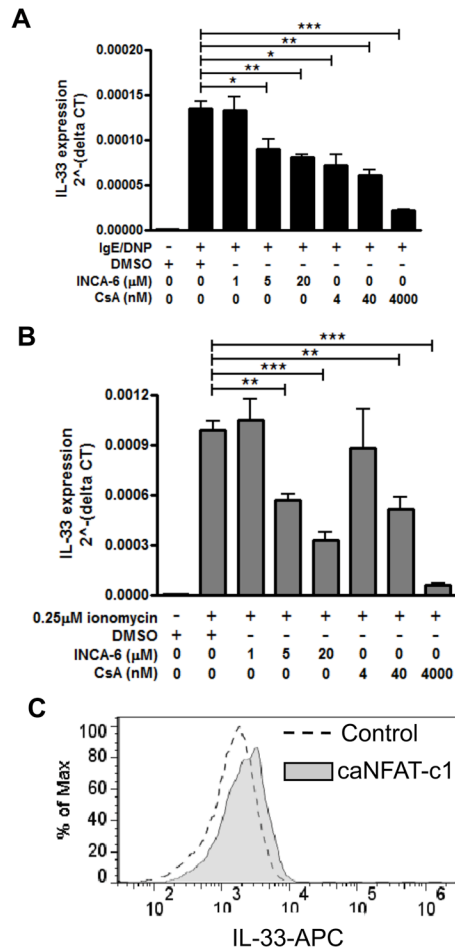 A
***
**
*
**
*
IL-33 expression
2^-(delta CT)
0.00020
0.00015
0.00010
0.00005
0.00000
IgE/DNP - + + + + + + +
DMSO + + - - - - - -
INCA-6 (μM) 0 0 1 5 20 0 0 0
CsA (nM) 0 0 0 0 0 4 40 4000
B
***
**
***
**
IL-33 expression
2^-(delta CT)
0.0012
0.0009
0.0006
0.0003
0.0000
0.25μM ionomycin - + + + + + + +
DMSO + + - - - - - -
INCA-6 (μM) 0 0 1 5 20 0 0 0
CsA (nM) 0 0 0 0 0 4 40 4000
C
% of Max
100
80
60
40
20
0
Control
caNFAT-c1
10^2 10^3 10^4 10^5 10^6
IL-33-APC